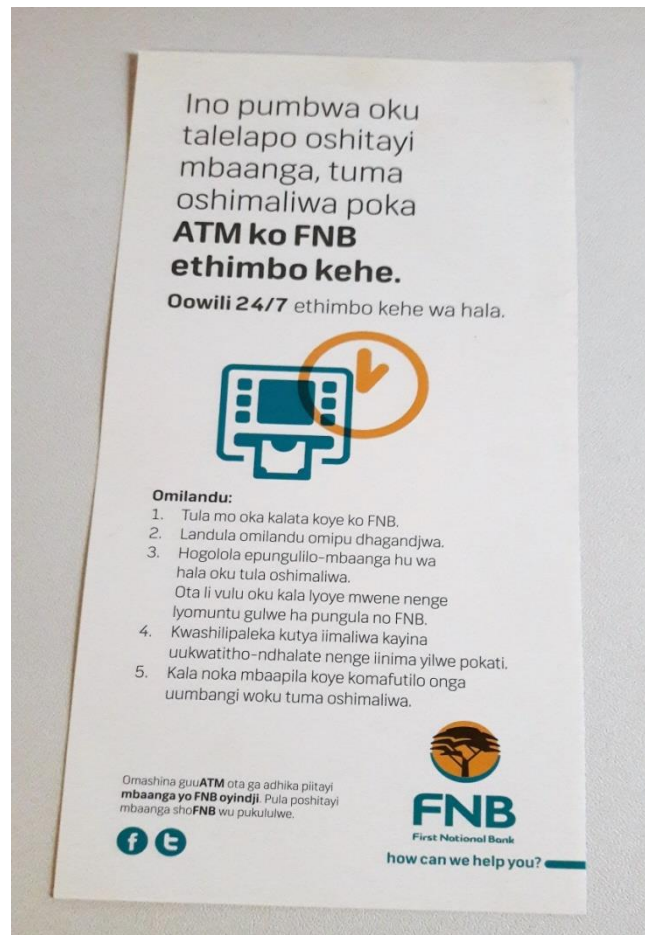 Ino pumbwa oku
talelapo oshitayi
mbaanga, tuma
oshimaliwa poka
ATM ko FNB
ethimbo kehe.
Oowili 24/7 ethimbo kehe wa hala.
Omilandu:
1. Tula mo oka kalata koye ko FNB.
2. Landula omilandu omipu dhagandjwa.
3. Hogolola epungulilo-mbaanga hu wa
hala oku tula oshimaliwa.
Ota li vulu oku kala lyoye mwene nenge
lyomuntu gulwe ha pungula no FNB.
4. Kwashilipaleka kutya iimaliwa kayina
uukwatitho-ndhalate nenge iinima yilwe pokati.
5. Kala noka mbaapila koye komafutilo onga
uumbangi woku tuma oshimaliwa.
Omashina guuATM ota ga adhika piitayi
mbaanga yo FNB oyindji. Pula poshitayi
mbaanga shoFNB wu pukululwe.
FNB
First National Bank
how can we help you?